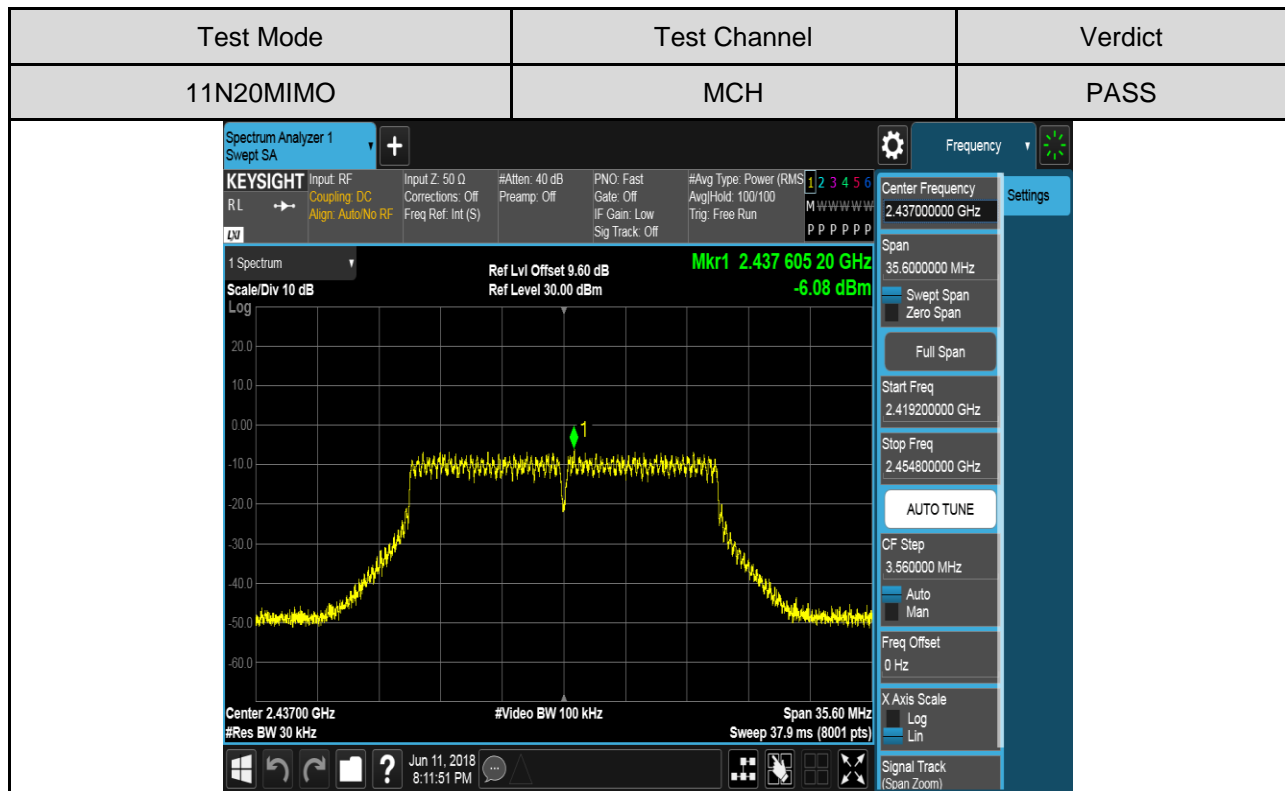 Test Mode Test Channel Verdict
11N20MIMO MCH PASS
Spectrum Analyzer 1
Swept SA
+
Frequency
KEYSIGHT
RL
LXI
Input: RF
Coupling: DC
Align: Auto/No RF
Input Z: 50 Ω
Corrections: Off
Freq Ref: Int (S)
#Atten: 40 dB
Preamp: Off
PNO: Fast
Gate: Off
IF Gain: Low
Sig Track: Off
#Avg Type: Power (RMS
Avg|Hold: 100/100
Trig: Free Run
1 2 3 4 5 6
M W W W W W
P P P P P P
1 Spectrum
Scale/Div 10 dB
Ref Lvl Offset 9.60 dB
Ref Level 30.00 dBm
Mkr1 2.437 605 20 GHz
-6.08 dBm
Log
20.0
10.0
0.00
-10.0
-20.0
-30.0
-40.0
-50.0
-60.0
1
Center 2.43700 GHz
#Res BW 30 kHz
#Video BW 100 kHz
Span 35.60 MHz
Sweep 37.9 ms (8001 pts)
Center Frequency
2.437000000 GHz
Settings
Span
35.6000000 MHz
Swept Span
Zero Span
Full Span
Start Freq
2.419200000 GHz
Stop Freq
2.454800000 GHz
AUTO TUNE
CF Step
3.560000 MHz
Auto
Man
Freq Offset
0 Hz
X Axis Scale
Log
Lin
Signal Track
(Span Zoom)
?
Jun 11, 2018
8:11:51 PM